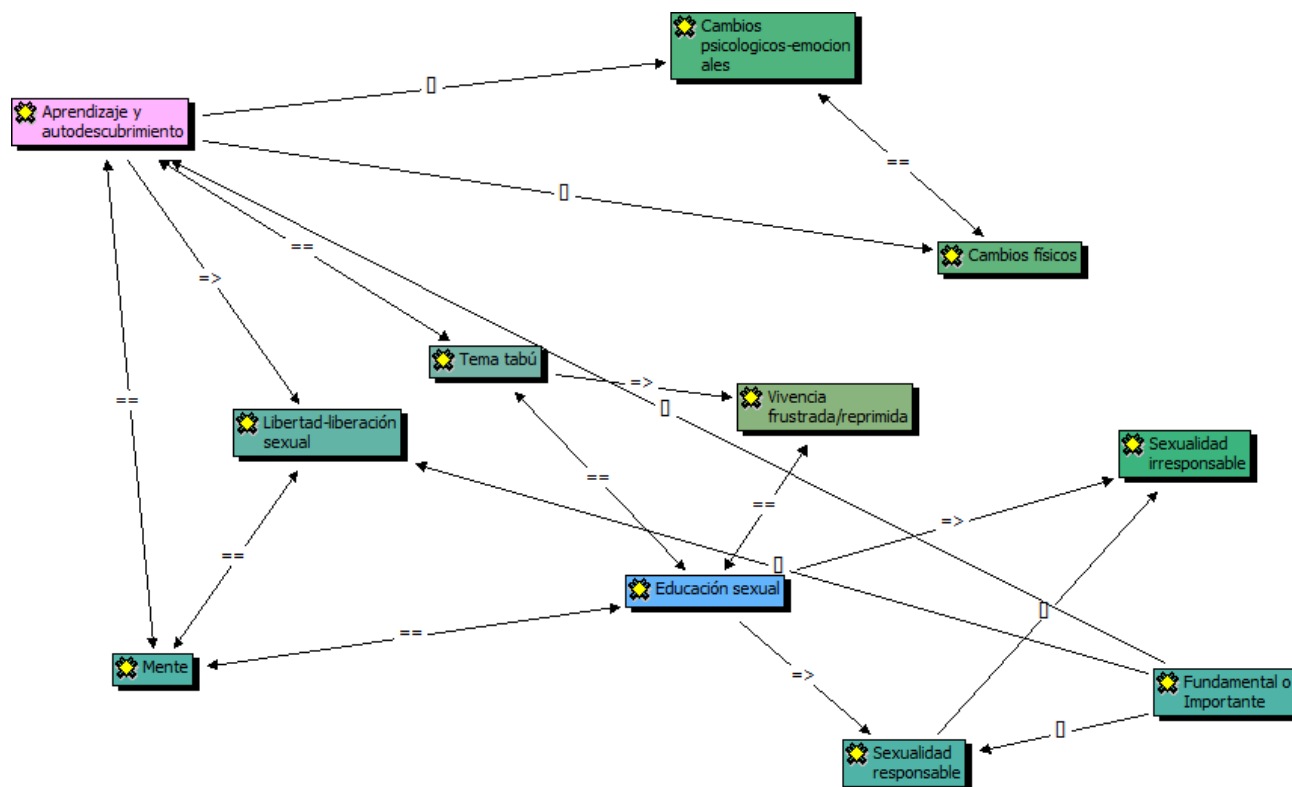 Cambios
psicologicos-emocion
ales
▯
Aprendizaje y
autodescubrimiento
==
▯
==
Cambios físicos
=>
Tema tabú
=>
Vivencia
frustrada/reprimida
==
▯
Libertad-liberación
sexual
Sexualidad
irresponsable
==
==
=>
==
▯
Educación sexual
▯
==
Mente
=>
Fundamental o
Importante
▯
Sexualidad
responsable